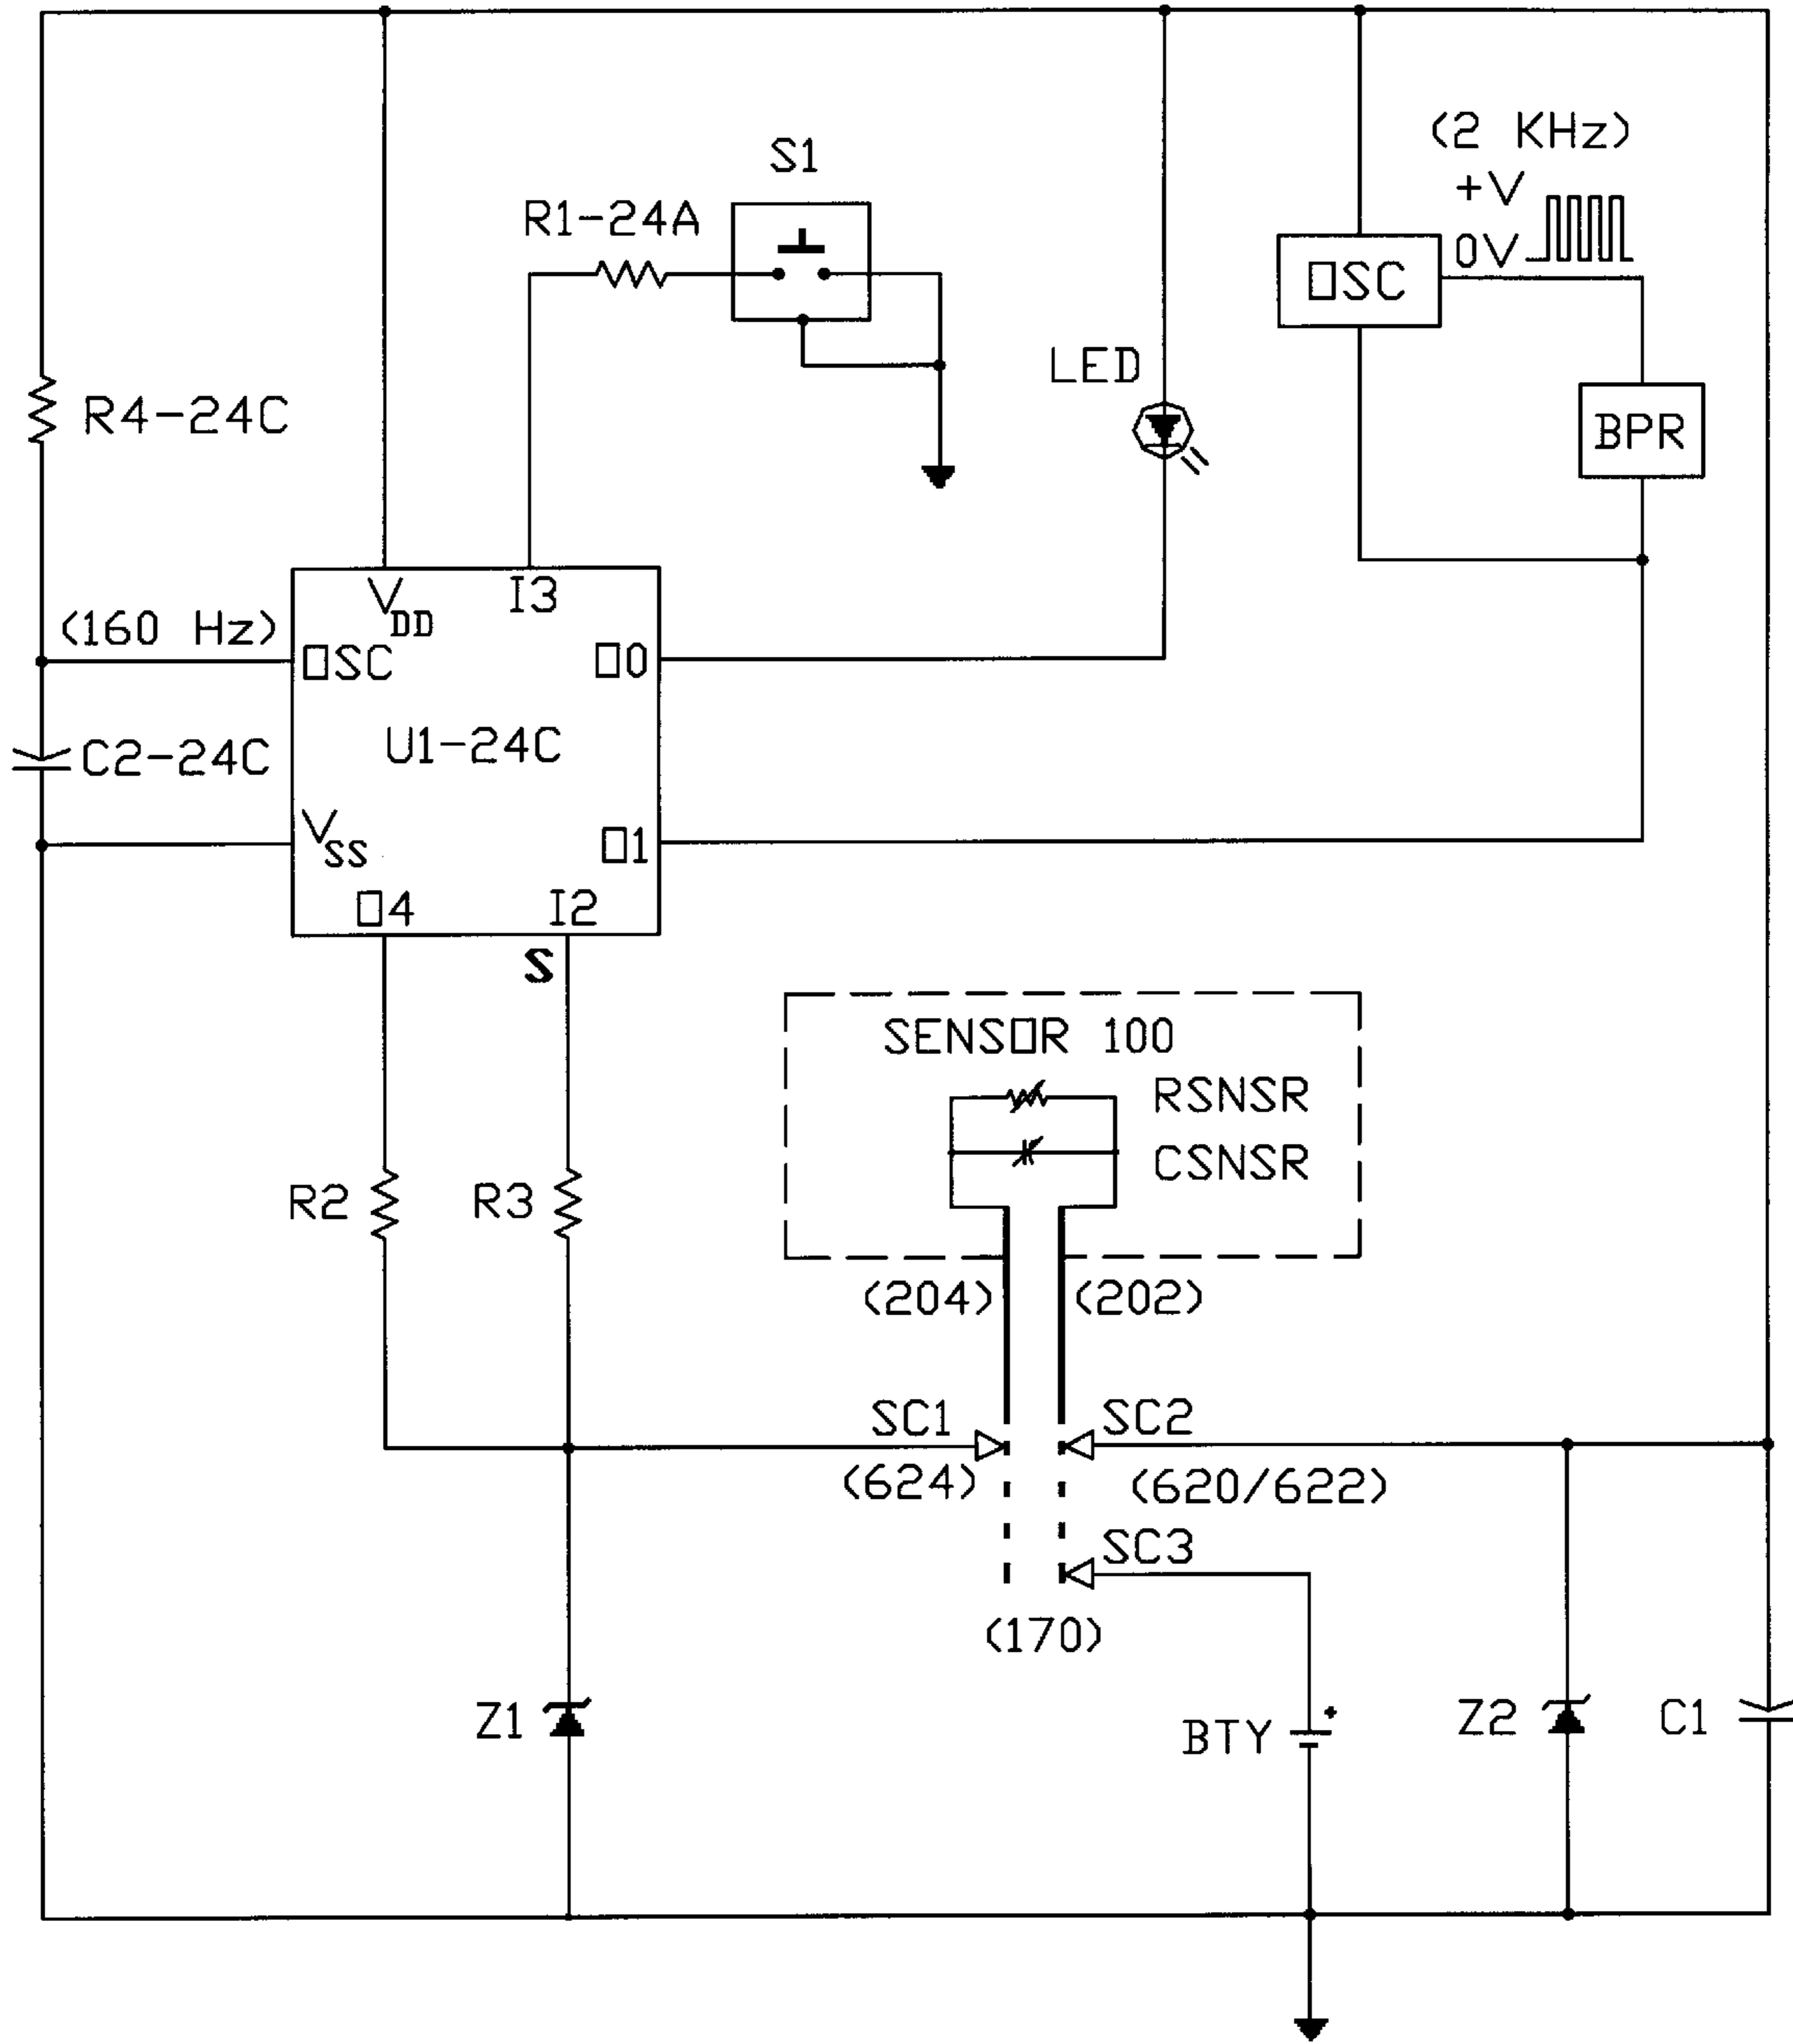 (2 KHz)
S1
+V
R1-24A
0V
OSC
LED
R4-24C
BPR
VDD
I3
(160 Hz)
OSC
O0
U1-24C
C2-24C
VSS
O1
O4
I2
S
SENSOR 100
RSNSR
CSNSR
R2
R3
(204)
(202)
SC1
SC2
(624)
(620/622)
SC3
(170)
Z1
BTY
+
Z2
C1